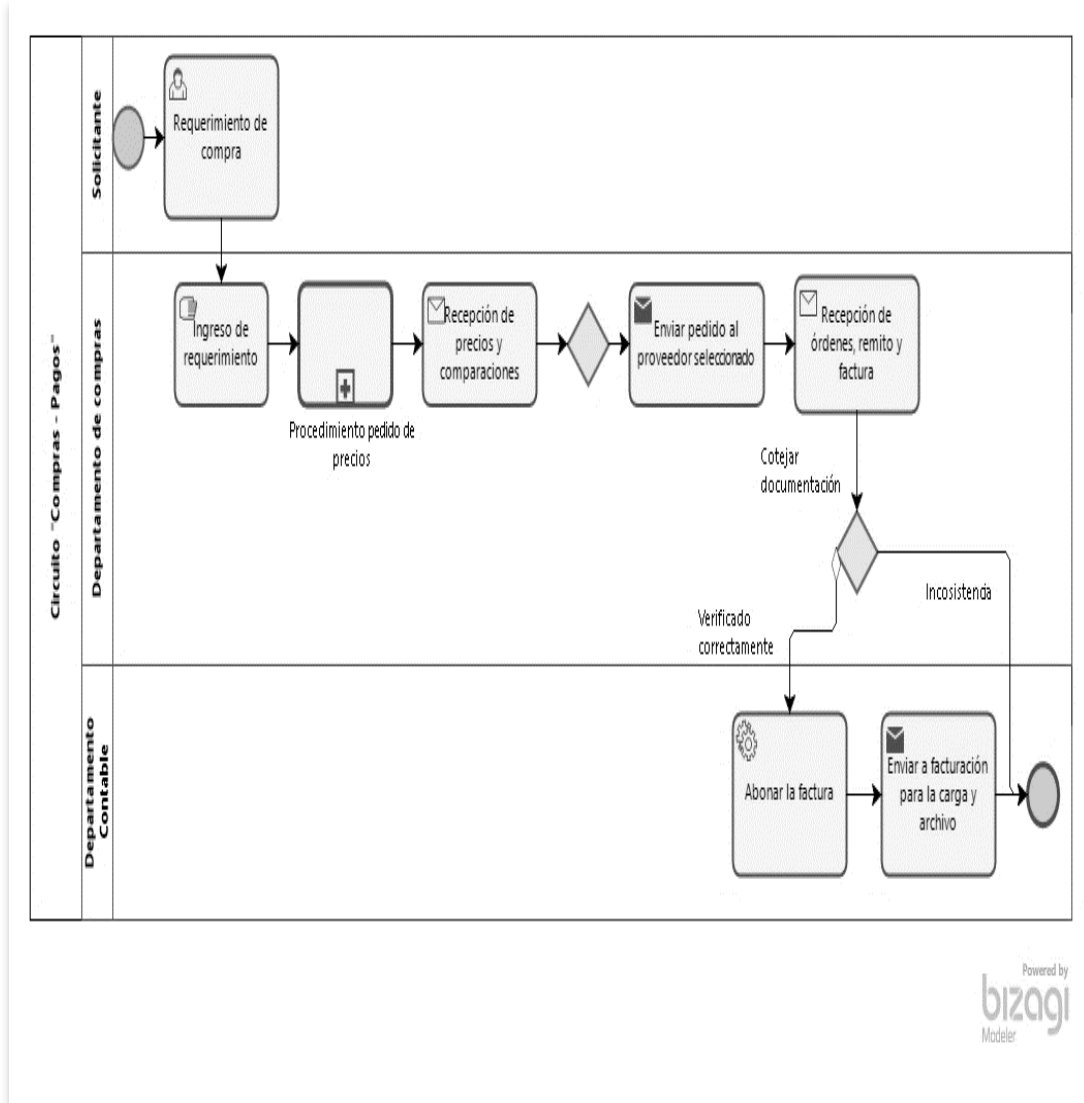 Circuito "Compras - Pagos"
Solicitante
Requerimiento de
compra
Departamento de compras
Ingreso de
requerimiento
Procedimiento pedido de
precios
Recepción de
precios y
comparaciones
Enviar pedido al
proveedor seleccionado
Recepción de
órdenes, remito y
factura
Cotejar
documentación
Incosistencia
Verificado
correctamente
Departamento
Contable
Abonar la factura
Enviar a facturación
para la carga y
archivo
Powered by
bizagi
Modeler